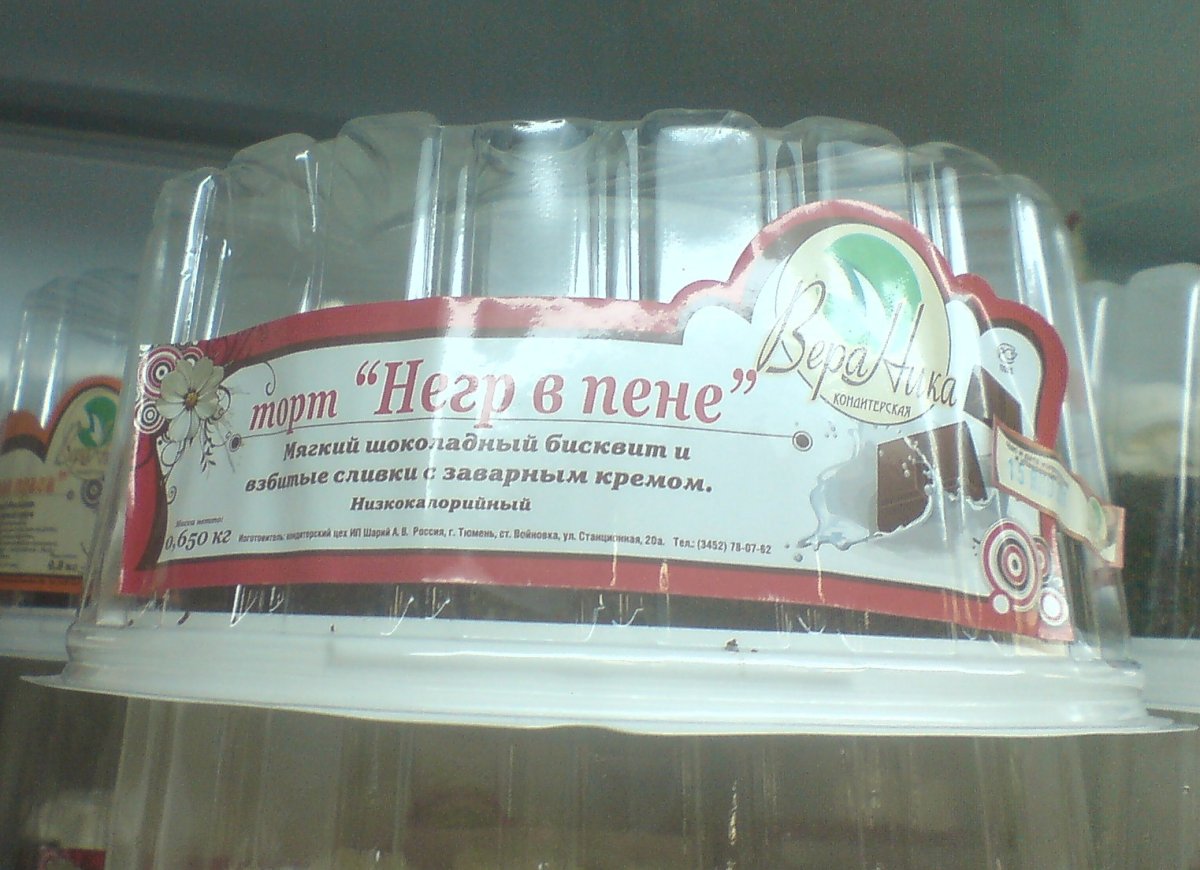 ВераНика
КОНДИТЕРСКАЯ
торт “Негр в пене”
Мягкий шоколадный бисквит и
взбитые сливки с заварным кремом.
Низкокалорийный
Масса нетто:
0,650 кг
Изготовитель: кондитерский цех ИП Шарий А. В. Россия, г. Тюмень, ст. Войновка, ул. Станционная, 20а. Тел.: (3452) 78-07-62